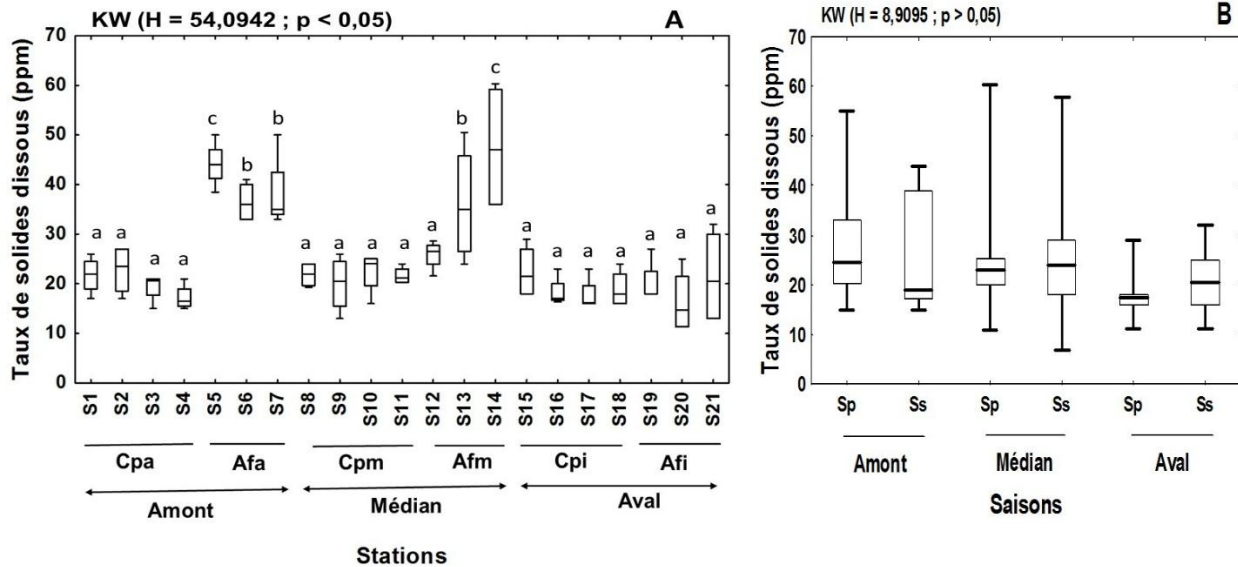 KW (H = 54,0942 ; p < 0,05)
A
Taux de solides dissous (ppm)
70
60
50
40
30
20
10
0
a a a a c b b a a a a a b c a a a a a a a
S1 S2 S3 S4 S5 S6 S7 S8 S9 S10 S11 S12 S13 S14 S15 S16 S17 S18 S19 S20 S21
Cpa Afa Cpm Afm Cpi Afi
Amont Médian Aval
Stations
KW (H = 8,9095 ; p > 0,05)
B
Taux de solides dissous (ppm)
70
60
50
40
30
20
10
0
Sp Ss Sp Ss Sp Ss
Amont Médian Aval
Saisons